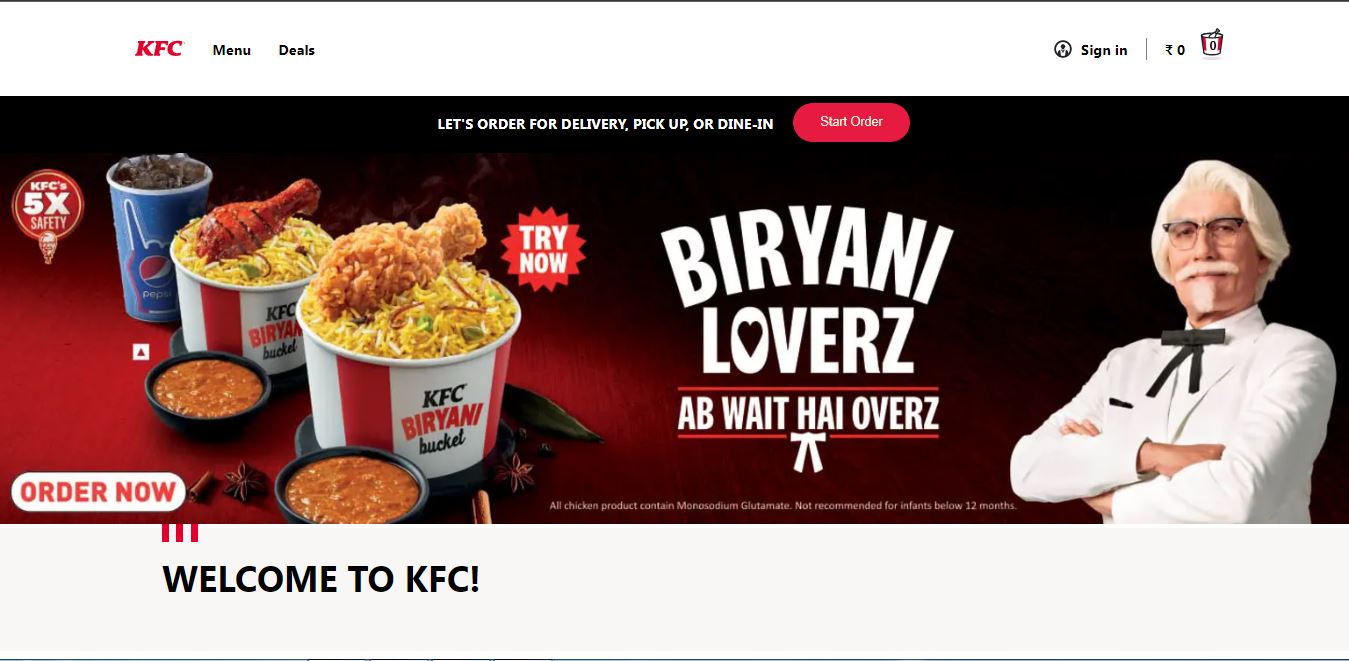 KFC
Menu
Deals
Sign in
₹ 0
0
LET'S ORDER FOR DELIVERY, PICK UP, OR DINE-IN
Start Order
KFC's
5X
SAFETY
pepsi
KFC
BIRYANI
bucket
TRY
NOW
KFC
BIRYANI
bucket
BIRYANI
LOVERZ
AB WAIT HAI OVERZ
ORDER NOW
All chicken product contain Monosodium Glutamate. Not recommended for infants below 12 months.
WELCOME TO KFC!